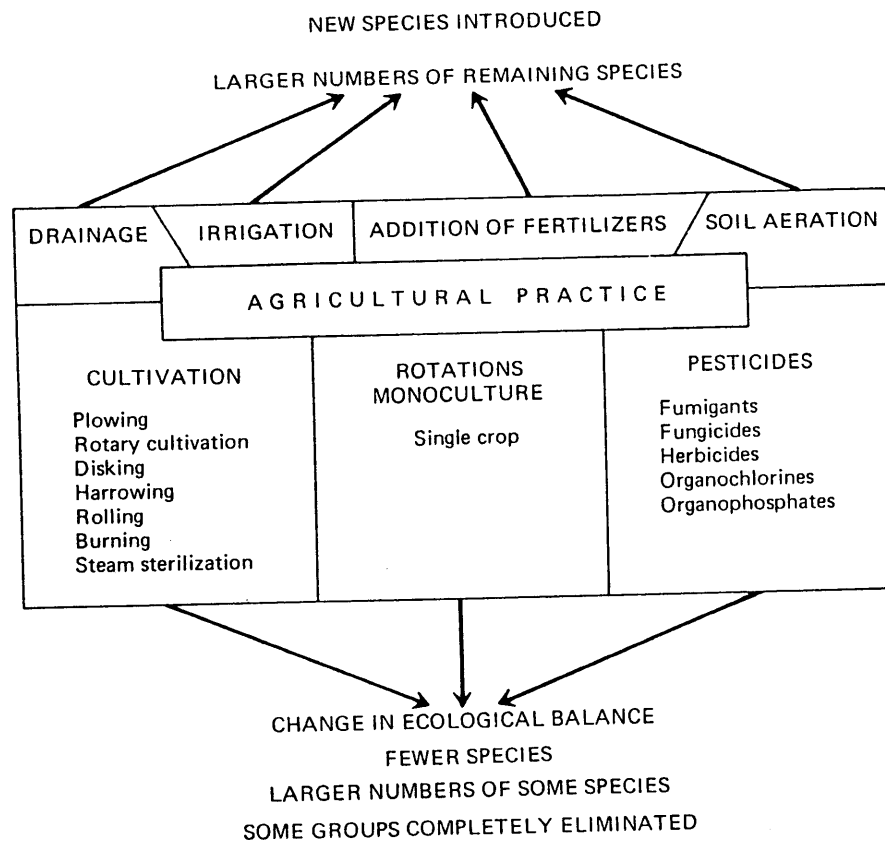 NEW SPECIES INTRODUCED
LARGER NUMBERS OF REMAINING SPECIES
DRAINAGE
IRRIGATION
ADDITION OF FERTILIZERS
SOIL AERATION
AGRICULTURAL PRACTICE
CULTIVATION
Plowing
Rotary cultivation
Disking
Harrowing
Rolling
Burning
Steam sterilization
ROTATIONS
MONOCULTURE
Single crop
PESTICIDES
Fumigants
Fungicides
Herbicides
Organochlorines
Organophosphates
CHANGE IN ECOLOGICAL BALANCE
FEWER SPECIES
LARGER NUMBERS OF SOME SPECIES
SOME GROUPS COMPLETELY ELIMINATED